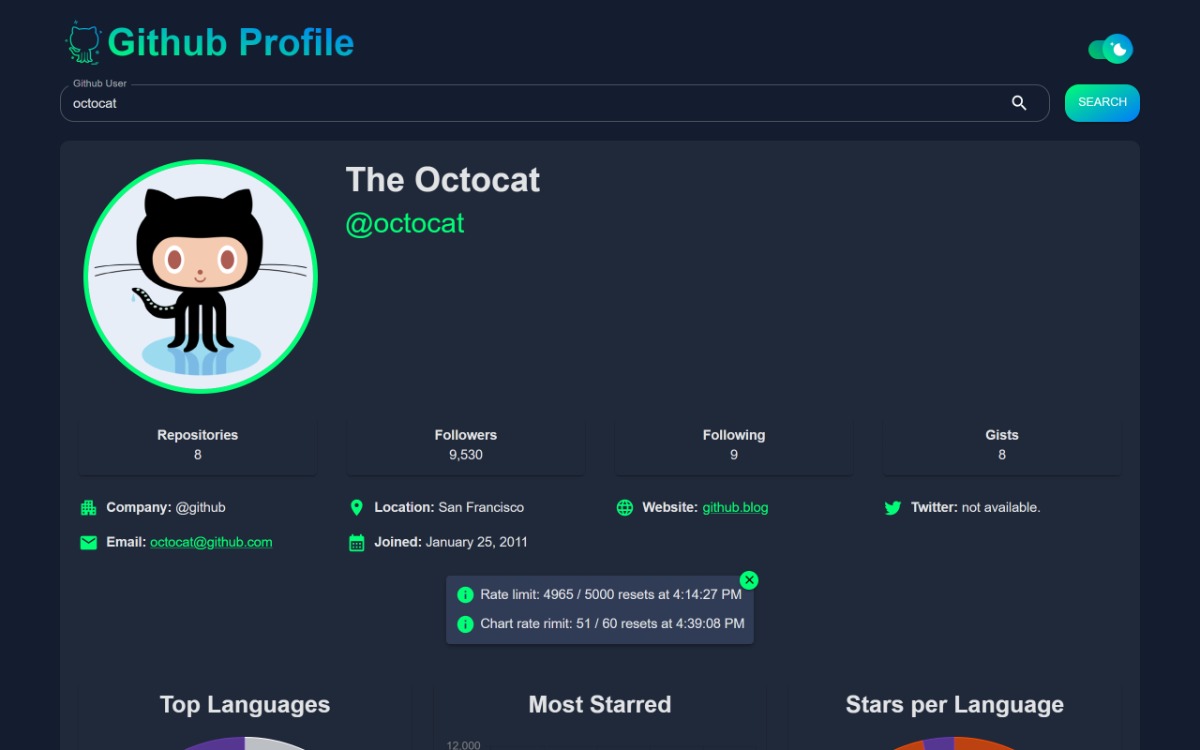 Github Profile
Github User
octocat
SEARCH
The Octocat
@octocat
Repositories
8
Followers
9,530
Following
9
Gists
8
Company: @github
Location: San Francisco
Website: github.blog
Twitter: not available.
Email: octocat@github.com
Joined: January 25, 2011
Rate limit: 4965 / 5000 resets at 4:14:27 PM
Chart rate rimit: 51 / 60 resets at 4:39:08 PM
Top Languages
Most Starred
Stars per Language
12,000